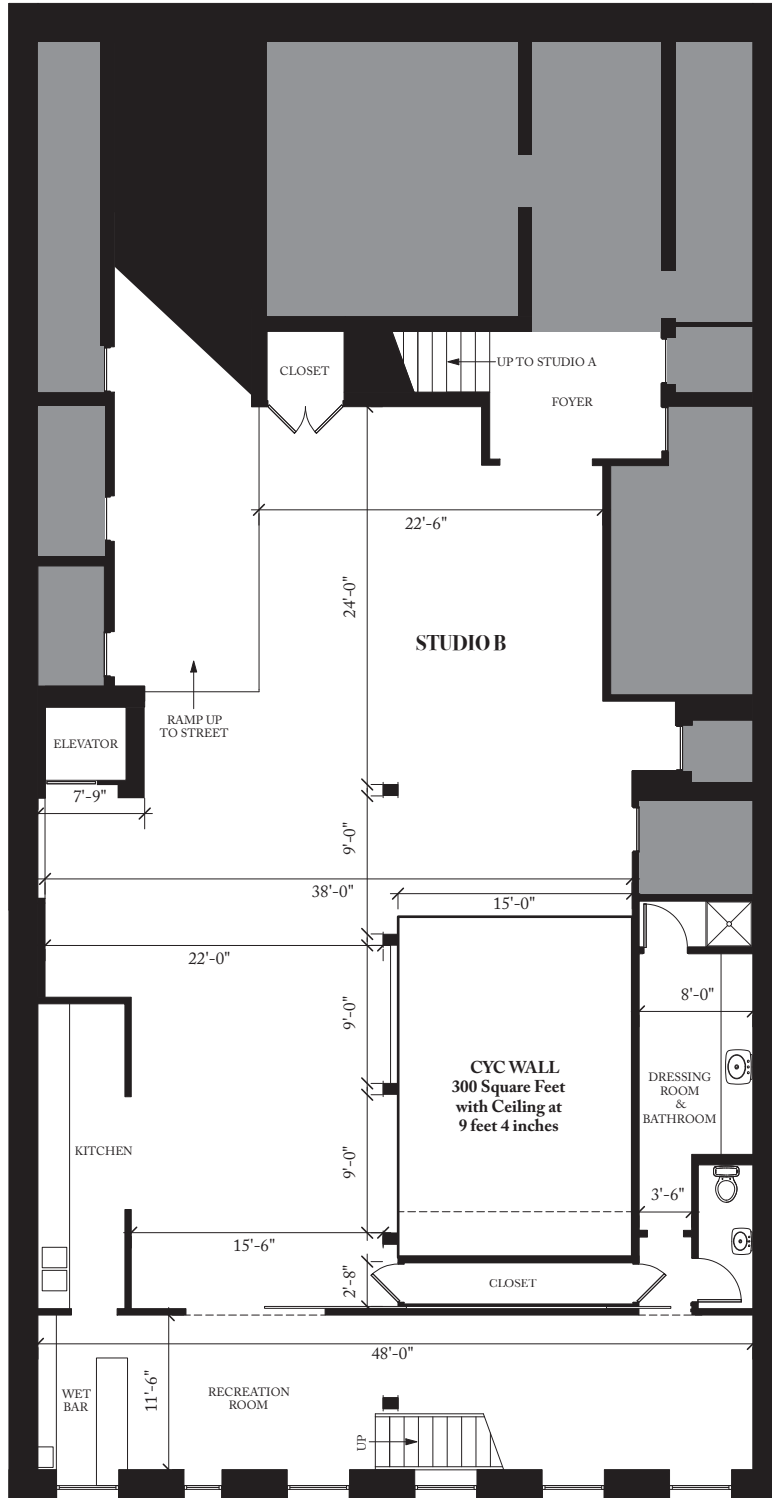 CLOSET
UP TO STUDIO A
FOYER
22'-6"
24'-0"
STUDIO B
RAMP UP
TO STREET
ELEVATOR
7'-9"
9'-0"
38'-0"
15'-0"
22'-0"
8'-0"
9'-0"
CYC WALL
300 Square Feet
with Ceiling at
9 feet 4 inches
DRESSING
ROOM
&
BATHROOM
KITCHEN
9'-0"
3'-6"
15'-6"
2'-8"
CLOSET
48'-0"
11'-6"
WET
BAR
RECREATION
ROOM
UP